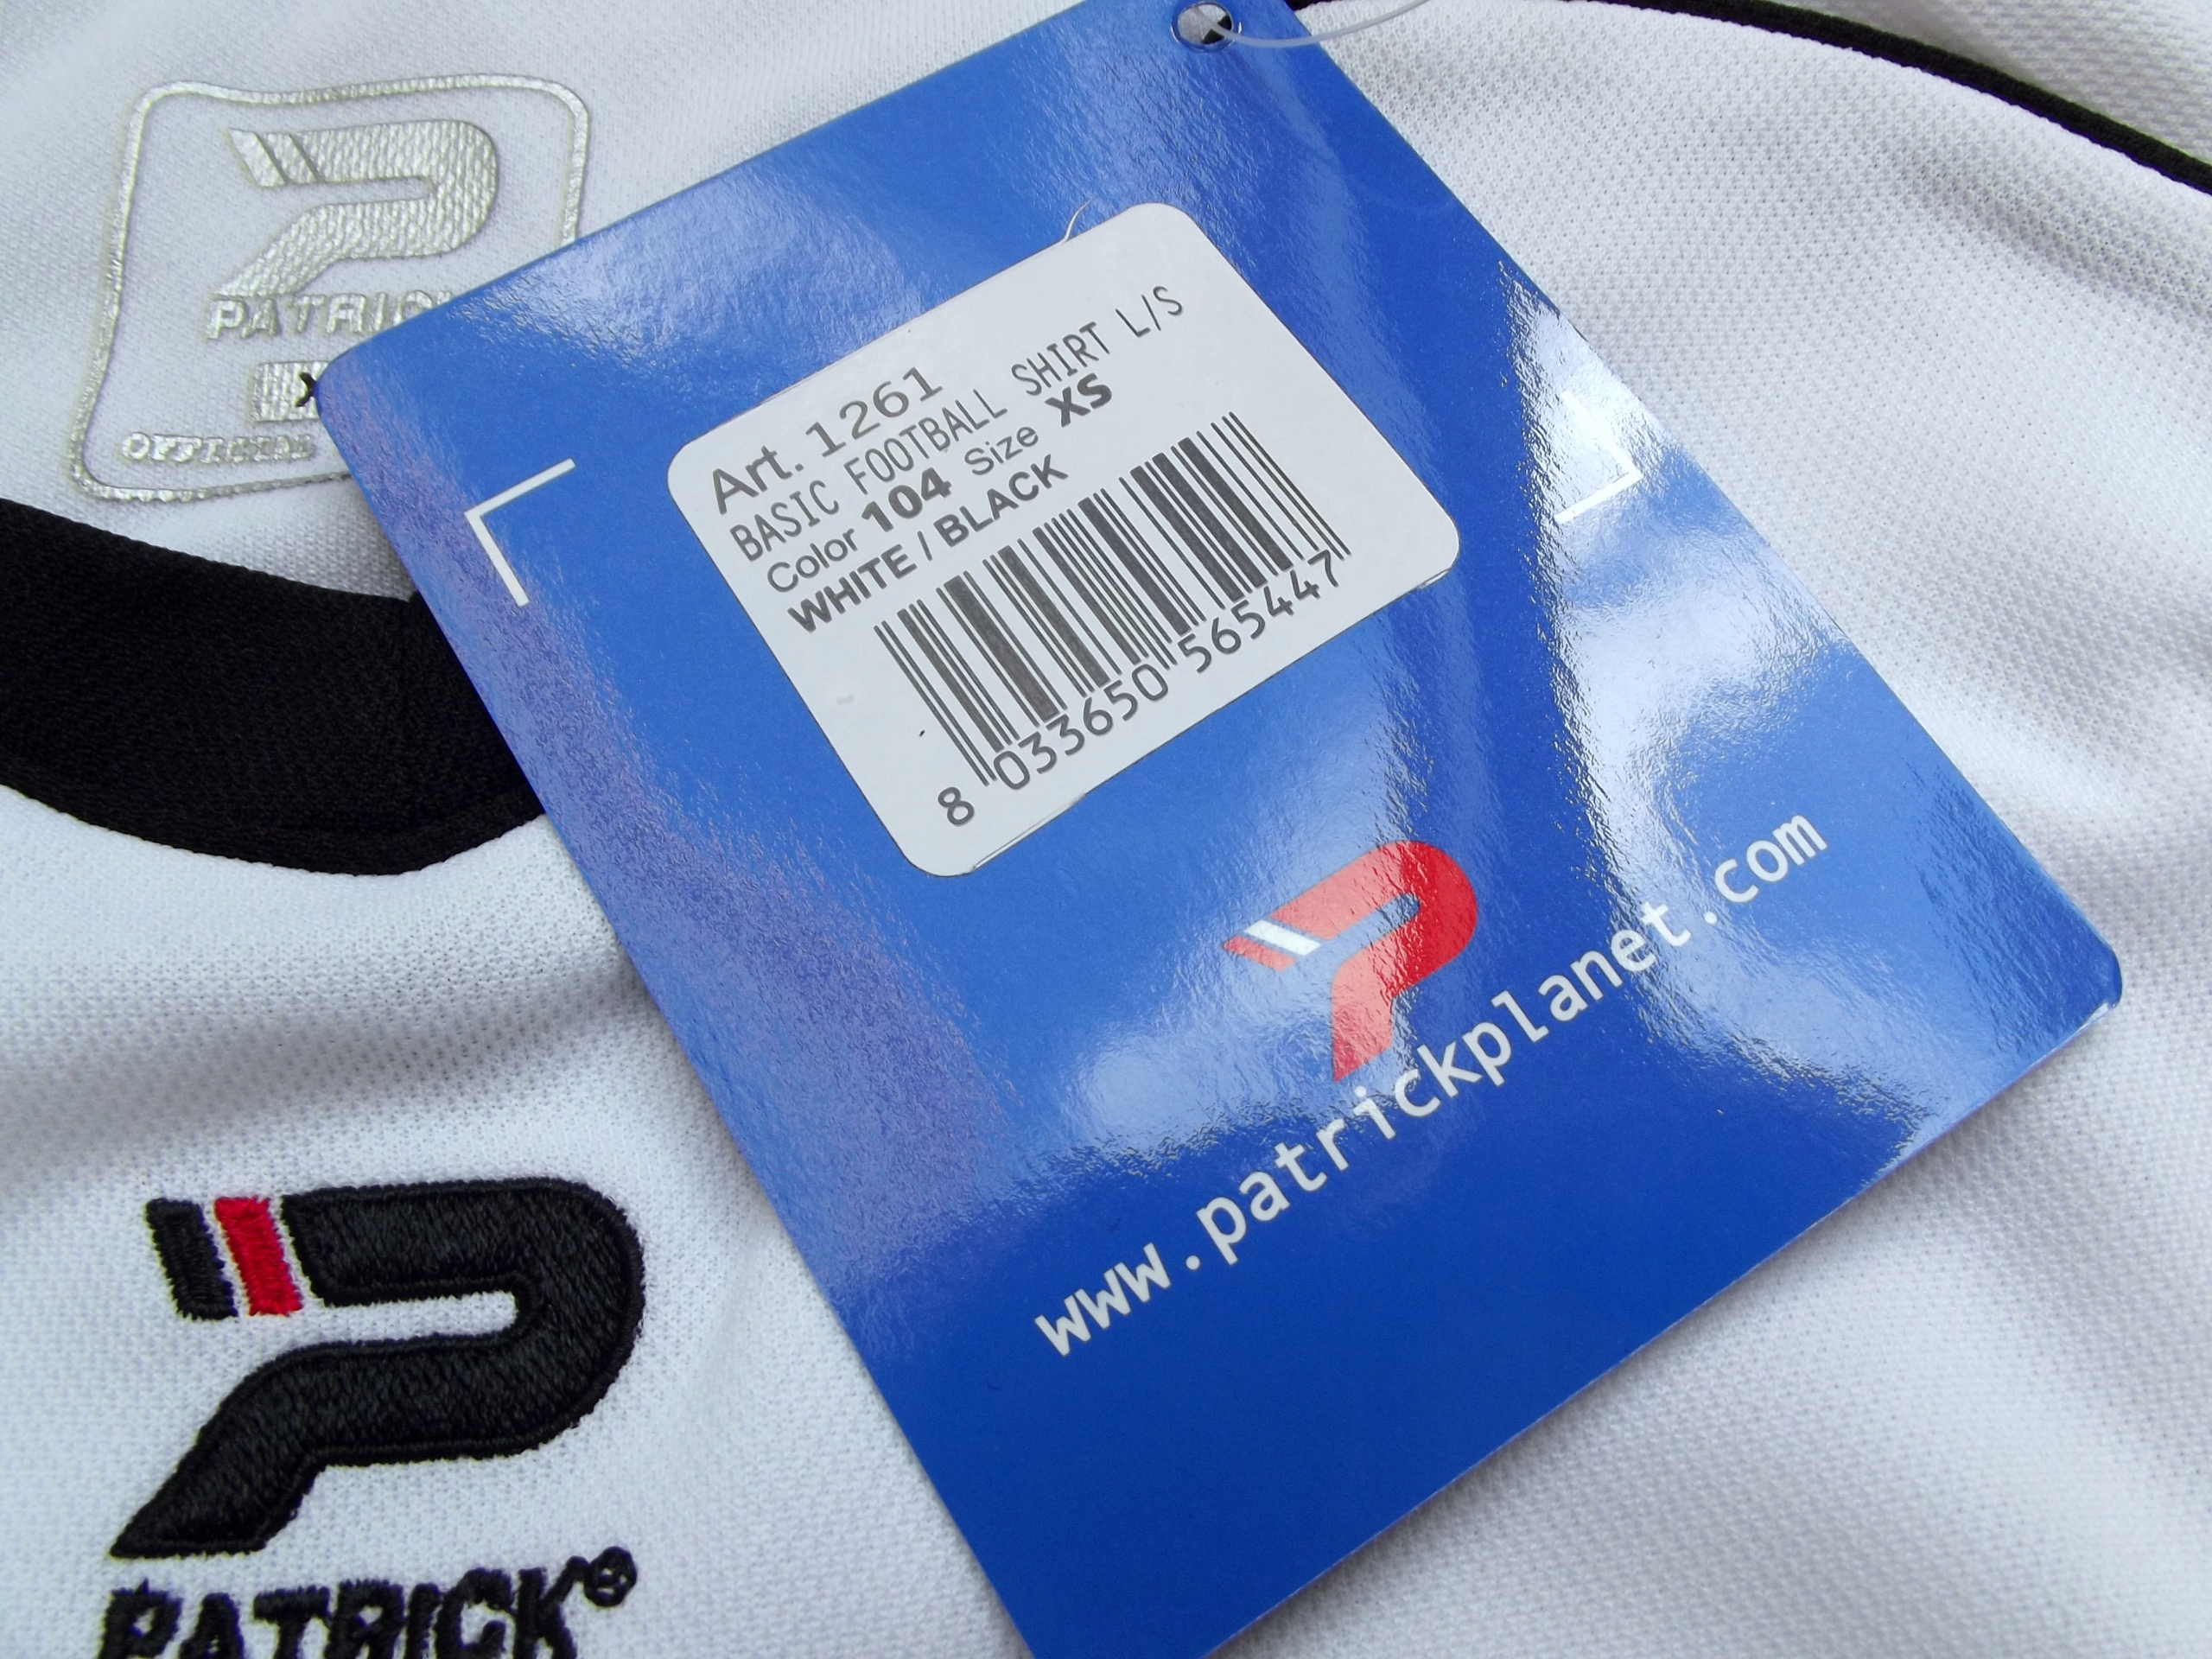 PATRICK
OFFICIAL
Art. 1261
BASIC FOOTBALL SHIRT L/S
Color 104 Size XS
WHITE / BLACK
8 033650 565447
www.patrickplanet.com
PATRICK®